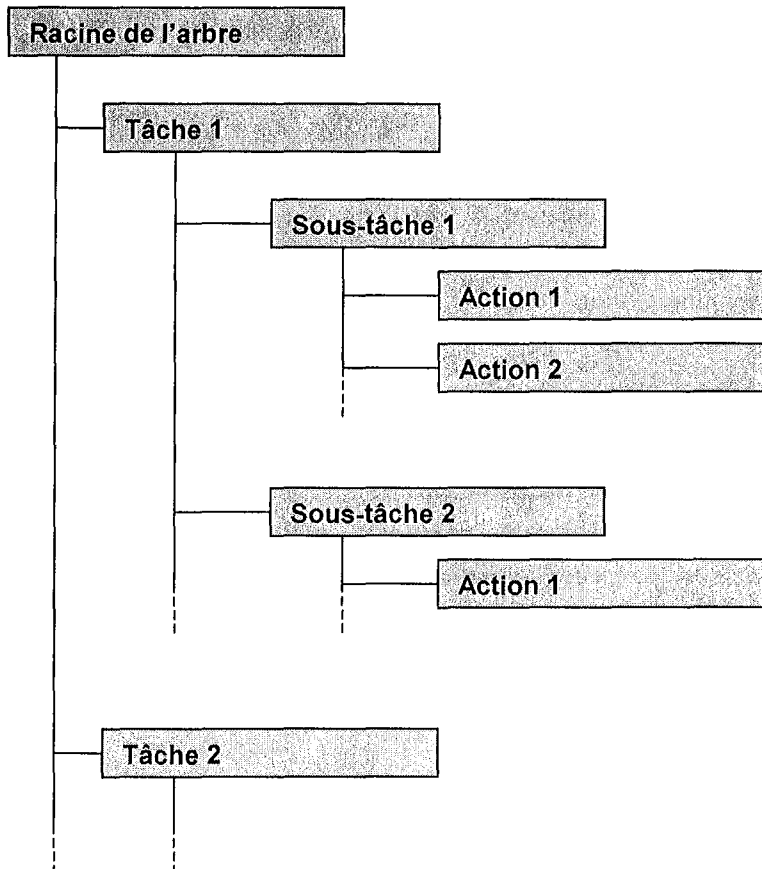 Racine de l'arbre
Tâche 1
Sous-tâche 1
Action 1
Action 2
Sous-tâche 2
Action 1
Tâche 2